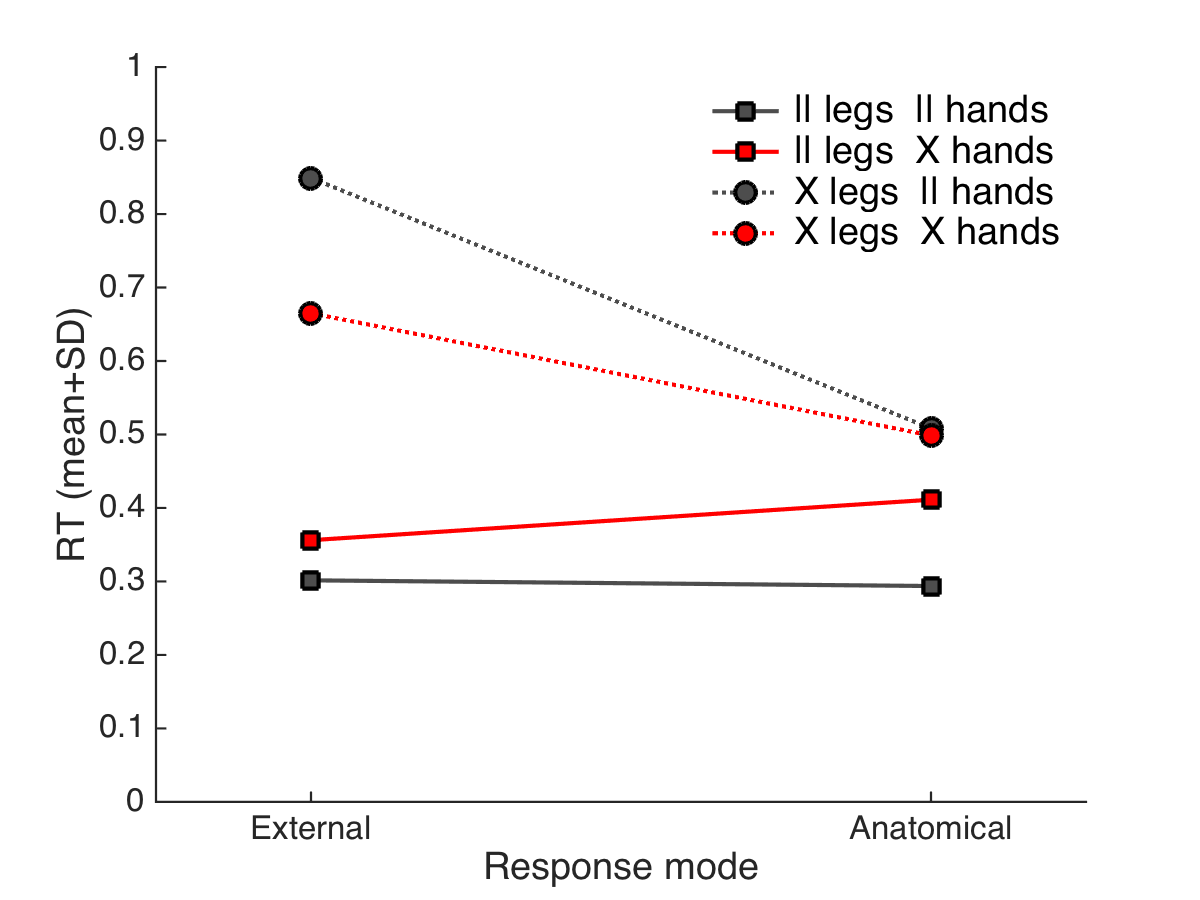 1
0.9
0.8
0.7
0.6
0.5
0.4
0.3
0.2
0.1
0
RT (mean+SD)
ll legs  ll hands
ll legs  X hands
X legs  ll hands
X legs  X hands
External
Anatomical
Response mode